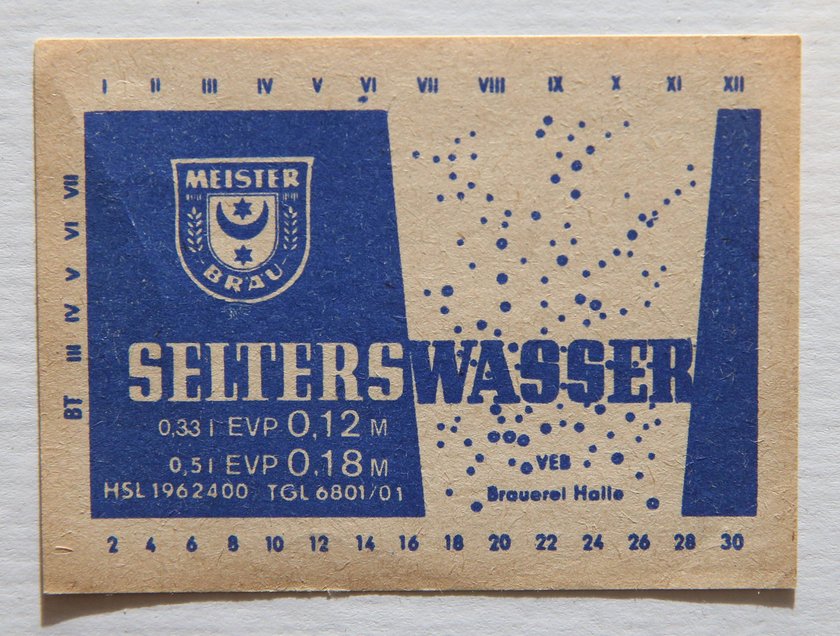 I II III IV V VI VII VIII IX X XI XII
BT III IV V VI VII
MEISTER
BRÄU
SELTERSWASSER
0,33 l EVP 0,12 M
0,5 l EVP 0,18 M
HSL 1962400 TGL 6801/01
VEB
Brauerei Halle
2 4 6 8 10 12 14 16 18 20 22 24 26 28 30